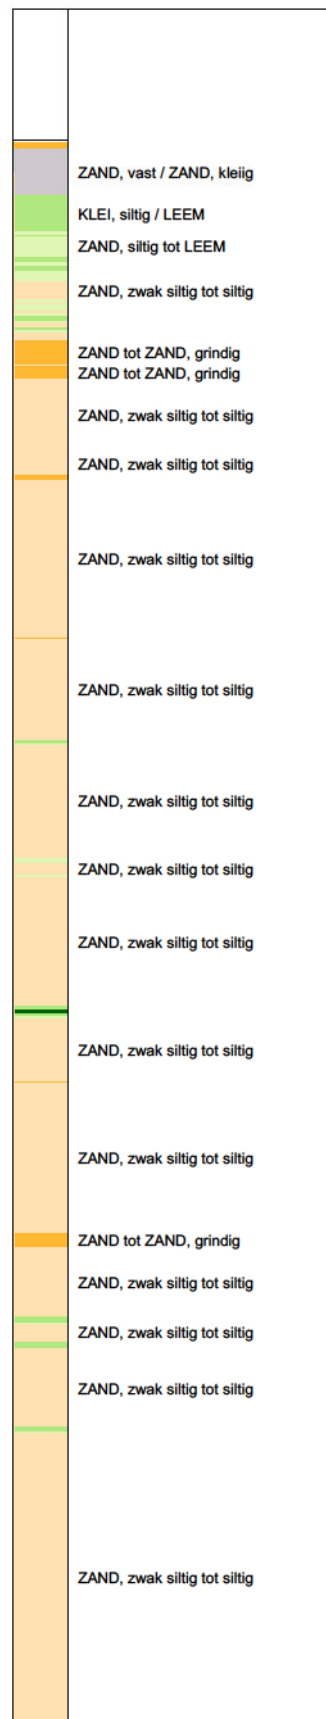 ZAND, vast / ZAND, kleiig
KLEI, siltig / LEEM
ZAND, siltig tot LEEM
ZAND, zwak siltig tot siltig
ZAND tot ZAND, grindig
ZAND tot ZAND, grindig
ZAND, zwak siltig tot siltig
ZAND, zwak siltig tot siltig
ZAND, zwak siltig tot siltig
ZAND, zwak siltig tot siltig
ZAND, zwak siltig tot siltig
ZAND, zwak siltig tot siltig
ZAND, zwak siltig tot siltig
ZAND, zwak siltig tot siltig
ZAND, zwak siltig tot siltig
ZAND tot ZAND, grindig
ZAND, zwak siltig tot siltig
ZAND, zwak siltig tot siltig
ZAND, zwak siltig tot siltig
ZAND, zwak siltig tot siltig